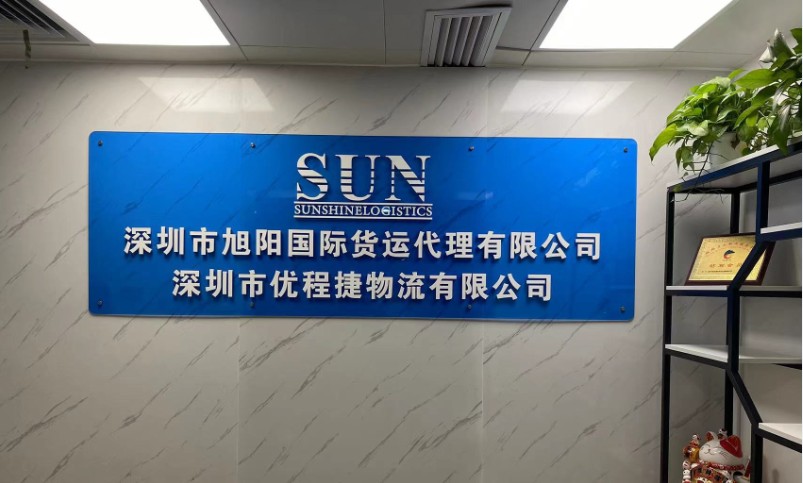 SUN
SUNSHINELOGISTICS
深圳市旭阳国际货运代理有限公司
深圳市优程捷物流有限公司